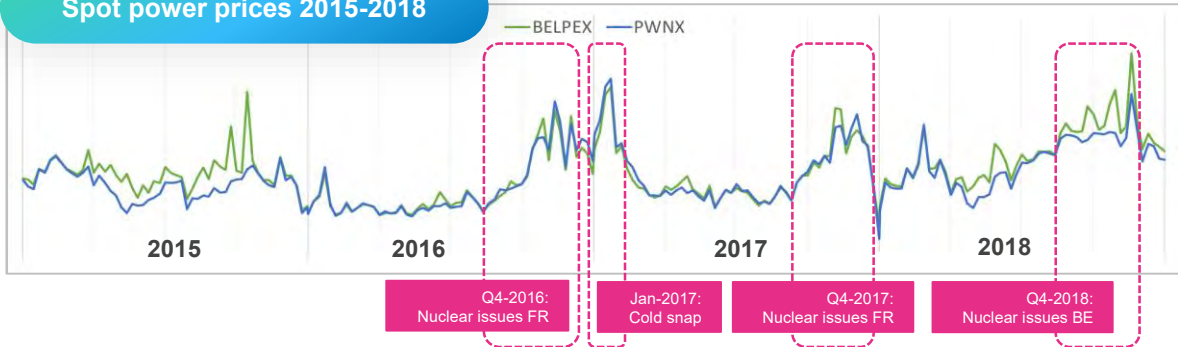 Spot power prices 2015-2018
BELPEX PWNX
2015 2016 2017 2018
Q4-2016:
Nuclear issues FR
Jan-2017:
Cold snap
Q4-2017:
Nuclear issues FR
Q4-2018:
Nuclear issues BE